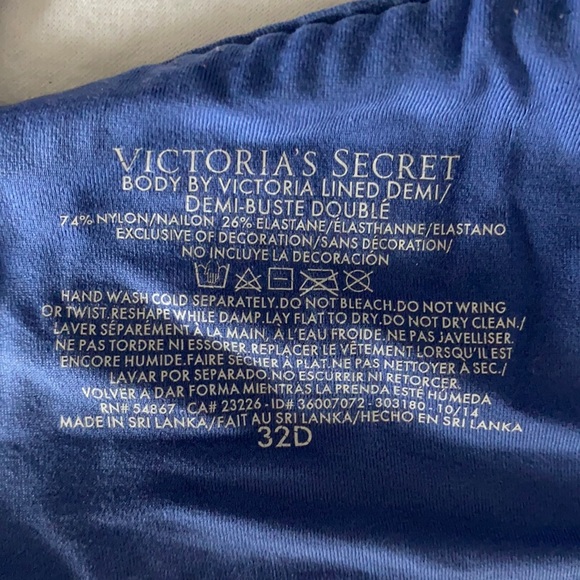 VICTORIA'S SECRET
BODY BY VICTORIA LINED DEMI/
DEMI-BUSTE DOUBLÉ
74% NYLON/NAILON 26% ELASTANE/ÉLASTHANNE/ELASTANO
EXCLUSIVE OF DECORATION/SANS DÉCORATION/
NO INCLUYE LA DECORACIÓN
HAND WASH COLD SEPARATELY.DO NOT BLEACH.DO NOT WRING
OR TWIST.RESHAPE WHILE DAMP.LAY FLAT TO DRY.DO NOT DRY CLEAN./
LAVER SÉPARÉMENT À LA MAIN, À L'EAU FROIDE.NE PAS JAVELLISER.
NE PAS TORDRE NI ESSORER.REPLACER LE VÊTEMENT LORSQU'IL EST
ENCORE HUMIDE.FAIRE SÉCHER À PLAT.NE PAS NETTOYER À SEC./
LAVAR POR SEPARADO.NO ESCURRIR NI RETORCER.
VOLVER A DAR FORMA MIENTRAS LA PRENDA ESTÉ HÚMEDA
RN# 54867 - CA# 23226 - ID# 36007072 - 303180 - 10/14
MADE IN SRI LANKA/FAIT AU SRI LANKA/HECHO EN SRI LANKA
32D